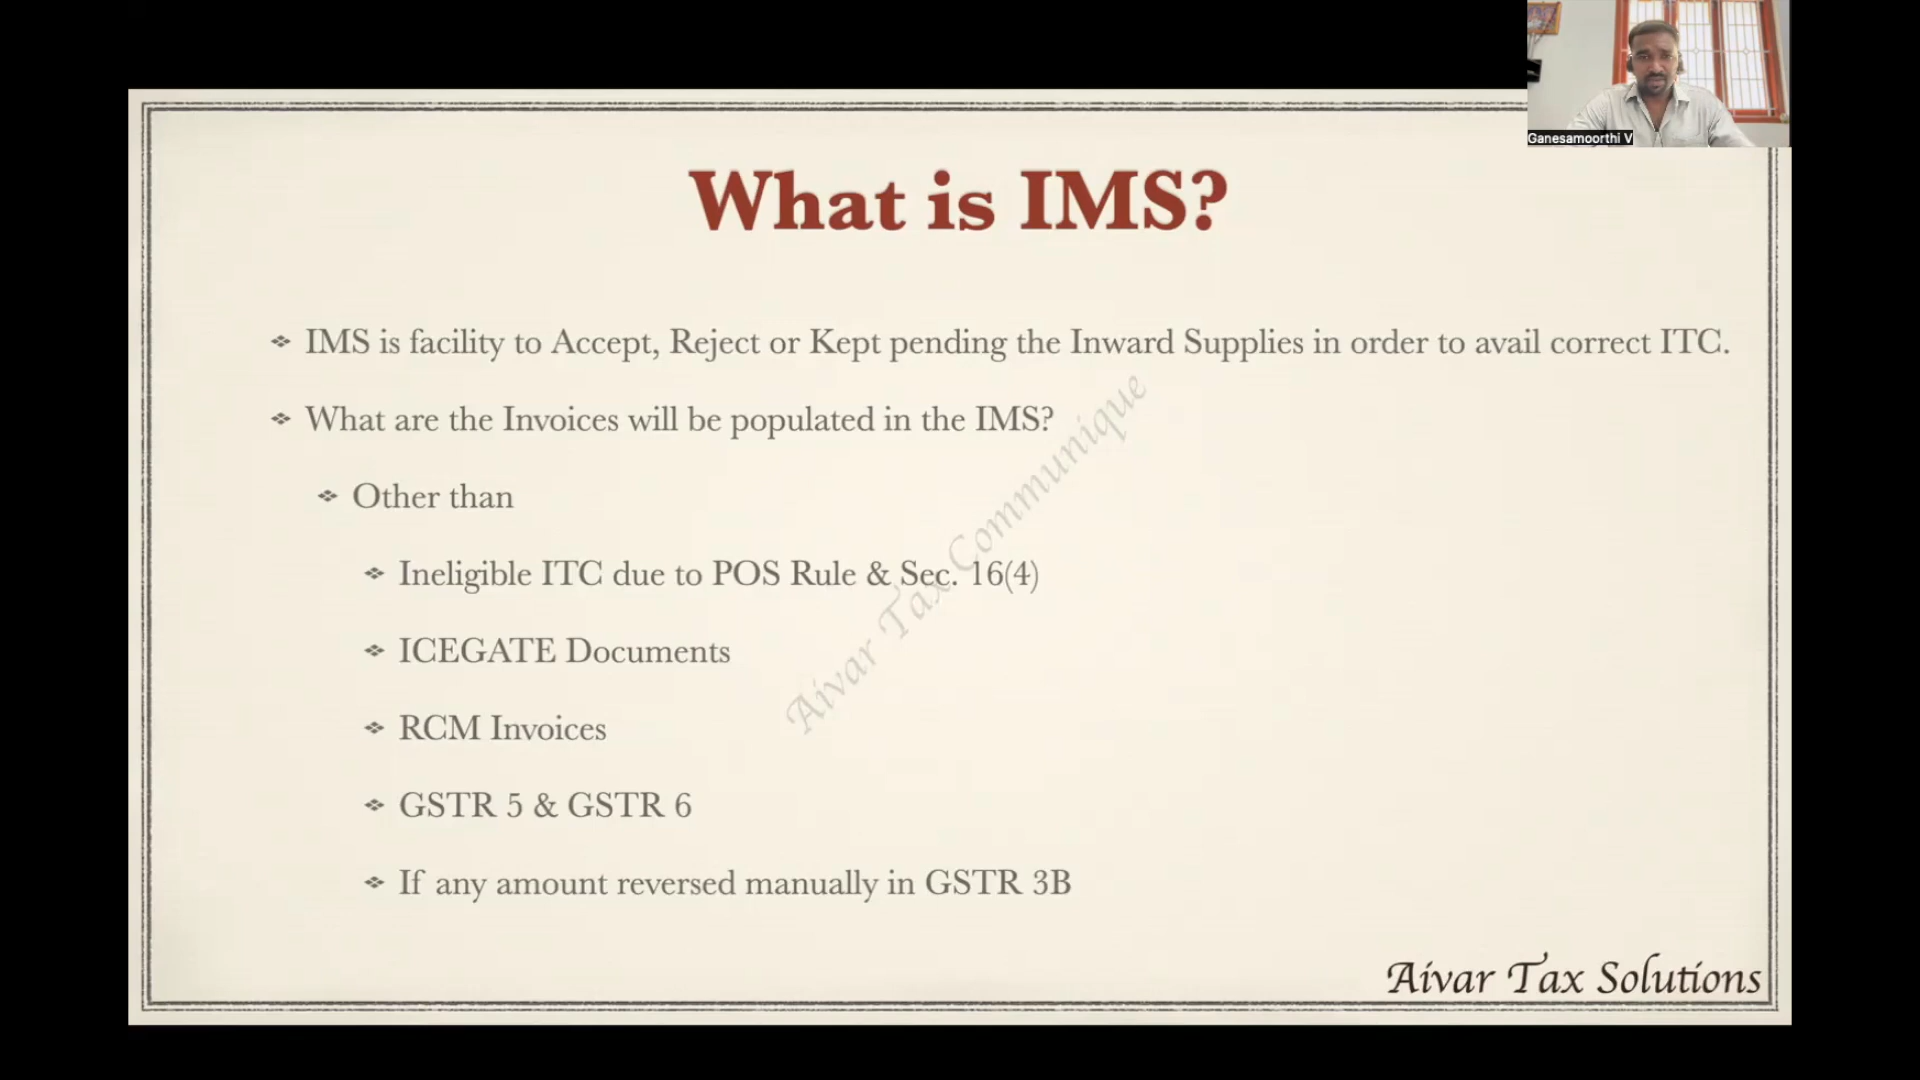 Ganesamoorthi V
What is IMS?
IMS is facility to Accept, Reject or Kept pending the Inward Supplies in order to avail correct ITC.
What are the Invoices will be populated in the IMS?
Other than
Ineligible ITC due to POS Rule & Sec. 16(4)
ICEGATE Documents
RCM Invoices
GSTR 5 & GSTR 6
If any amount reversed manually in GSTR 3B
Aivar Tax Communique
Aivar Tax Solutions